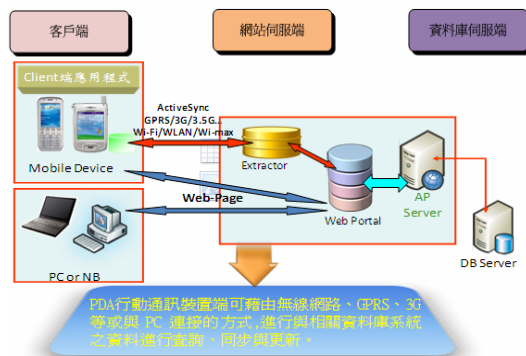 客戶端
網站伺服端
資料庫伺服端
Client端應用程式
ActiveSync
GPRS/3G/3.5G...
Wi-Fi/WLAN/Wi-max
Mobile Device
Extractor
Web Portal
AP
Server
Web-Page
PC or NB
DB Server
PDA行動通訊裝置端可藉由無線網路、GPRS、3G
等或與 PC 連接的方式,進行與相關資料庫系統
之資料進行查詢、同步與更新。